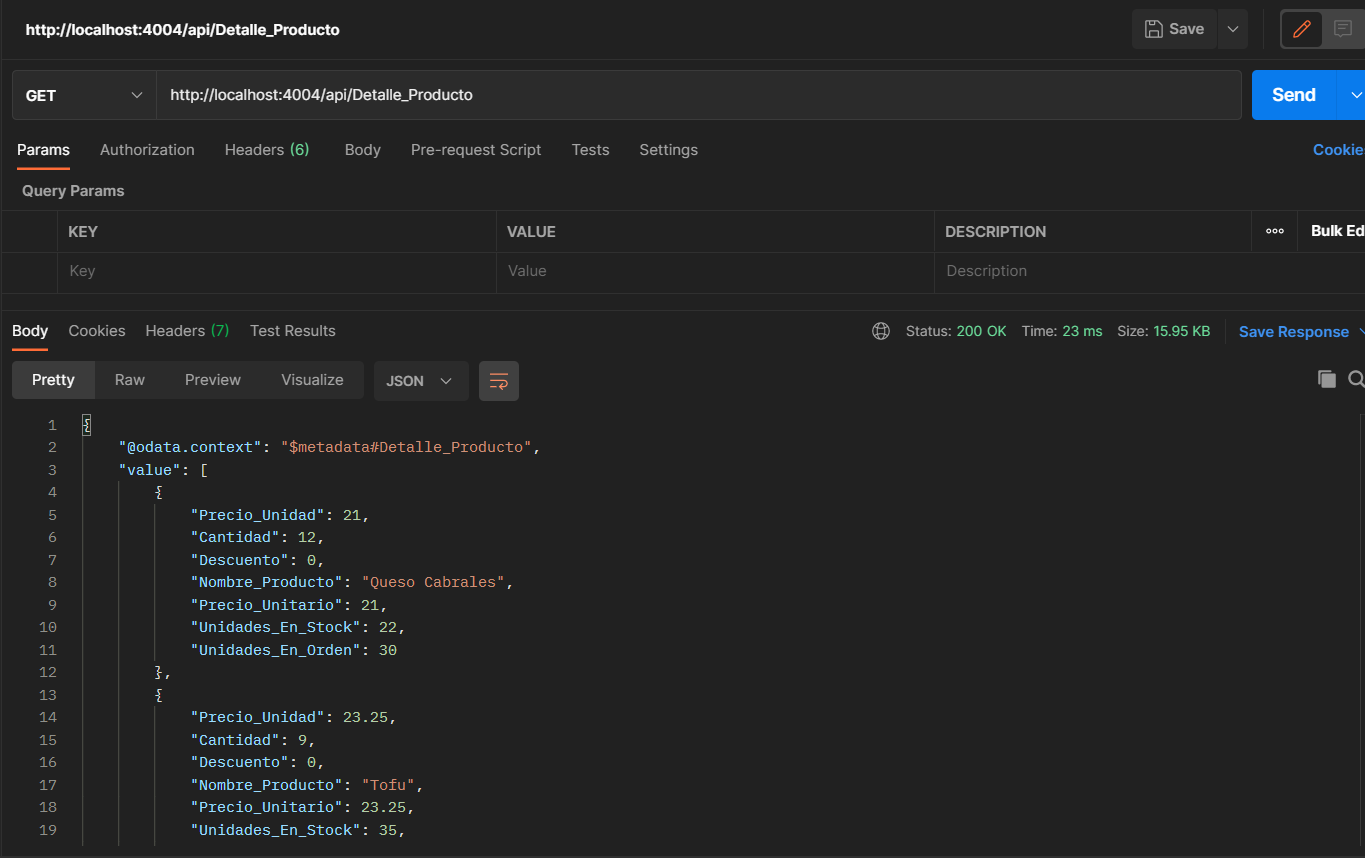 http://localhost:4004/api/Detalle_Producto Save
GET http://localhost:4004/api/Detalle_Producto Send
Params Authorization Headers (6) Body Pre-request Script Tests Settings Cookie
Query Params
KEY VALUE DESCRIPTION ooo Bulk Ed
Key Value Description
Body Cookies Headers (7) Test Results Status: 200 OK Time: 23 ms Size: 15.95 KB Save Response
Pretty Raw Preview Visualize JSON
1 {
2 "@odata.context": "$metadata#Detalle_Producto",
3 "value": [
4 {
5 "Precio_Unidad": 21,
6 "Cantidad": 12,
7 "Descuento": 0,
8 "Nombre_Producto": "Queso Cabrales",
9 "Precio_Unitario": 21,
10 "Unidades_En_Stock": 22,
11 "Unidades_En_Orden": 30
12 },
13 {
14 "Precio_Unidad": 23.25,
15 "Cantidad": 9,
16 "Descuento": 0,
17 "Nombre_Producto": "Tofu",
18 "Precio_Unitario": 23.25,
19 "Unidades_En_Stock": 35,